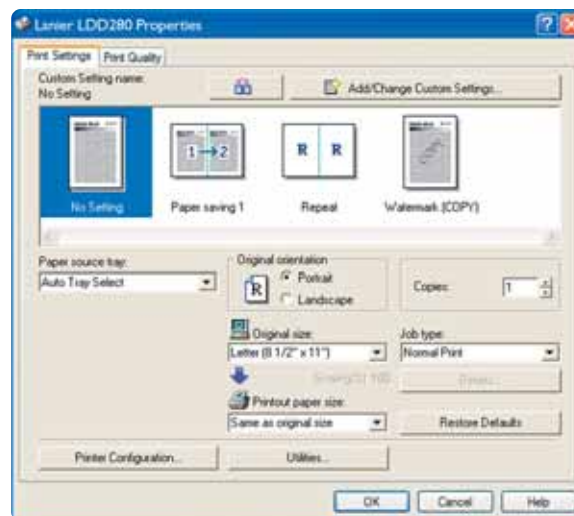 Lanier LDD280 Properties
Print Settings Print Quality
Custom Setting name:
No Setting
Add/Change Custom Settings...
1 2
R R
No Setting
Paper saving 1
Repeat
Watermark (COPY)
Paper source tray:
Auto Tray Select
Original orientation
R
Portrait
Landscape
Copies:
1
Original size:
Letter (8 1/2" x 11")
Job type:
Normal Print
Printout paper size:
Same as original size
Restore Defaults
Printer Configuration...
Utilities...
OK
Cancel
Help